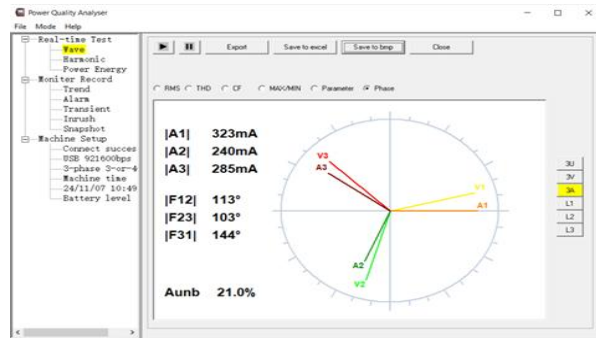 Power Quality Analyser
File Mode Help
Real-time Test
Wave
Harmonic
Power Energy
Moniter Record
Trend
Alarm
Transient
Inrush
Snapshot
Machine Setup
Connect succes
USB 921600bps
3-phase 3-or-4
Machine time
24/11/07 10:49
Battery level
Export Save to excel Save to bmp Close
RMS THD CF MAX/MIN Parameter Phase
|A1| 323mA
|A2| 240mA
|A3| 285mA
|F12| 113°
|F23| 103°
|F31| 144°
Aunb 21.0%
V3
A3
V1
A1
A2
V2
3U
3V
3A
L1
L2
L3